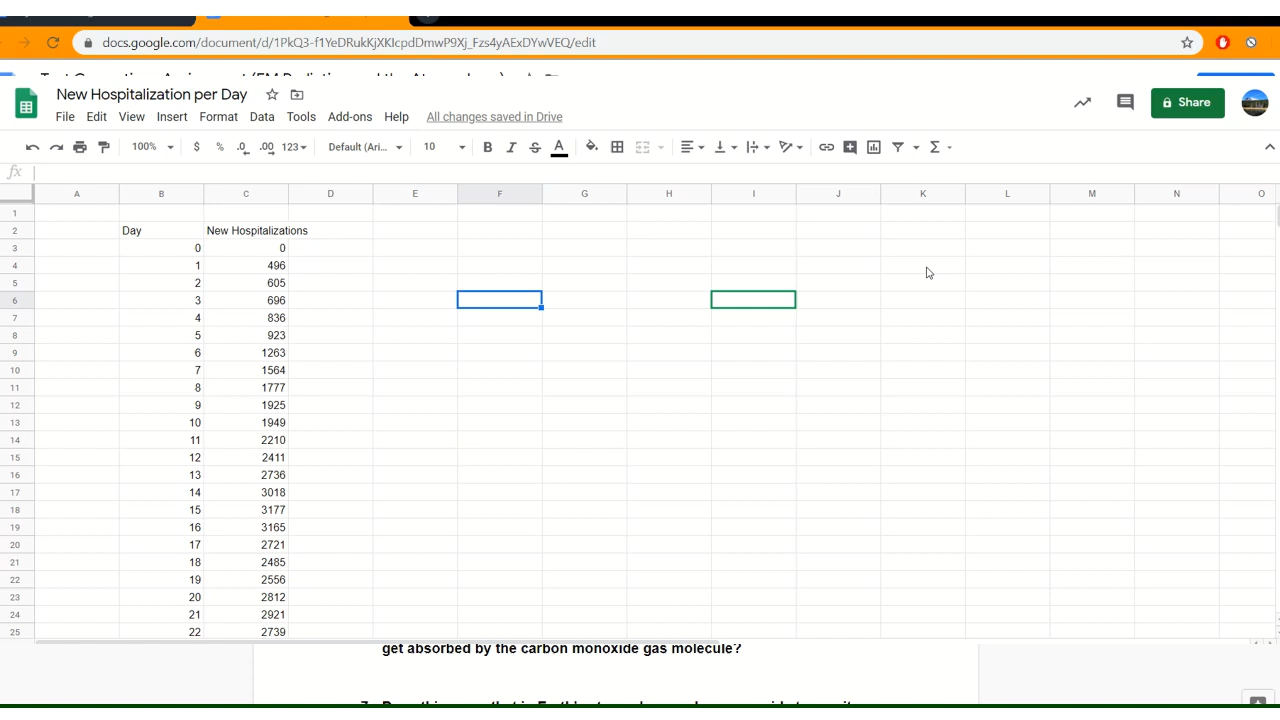 docs.google.com/document/d/1PkQ3-f1YeDRukKjXKIcpdDmwP9Xj_Fzs4yAExDYwVEQ/edit
New Hospitalization per Day
File Edit View Insert Format Data Tools Add-ons Help All changes saved in Drive
Share
100% $ % .0 .00 123 Default (Ari... 10 B I S A
fx
A B C D E F G H I J K L M N O
1
2 Day New Hospitalizations
3 0 0
4 1 496
5 2 605
6 3 696
7 4 836
8 5 923
9 6 1263
10 7 1564
11 8 1777
12 9 1925
13 10 1949
14 11 2210
15 12 2411
16 13 2736
17 14 3018
18 15 3177
19 16 3165
20 17 2721
21 18 2485
22 19 2556
23 20 2812
24 21 2921
25 22 2739
get absorbed by the carbon monoxide gas molecule?